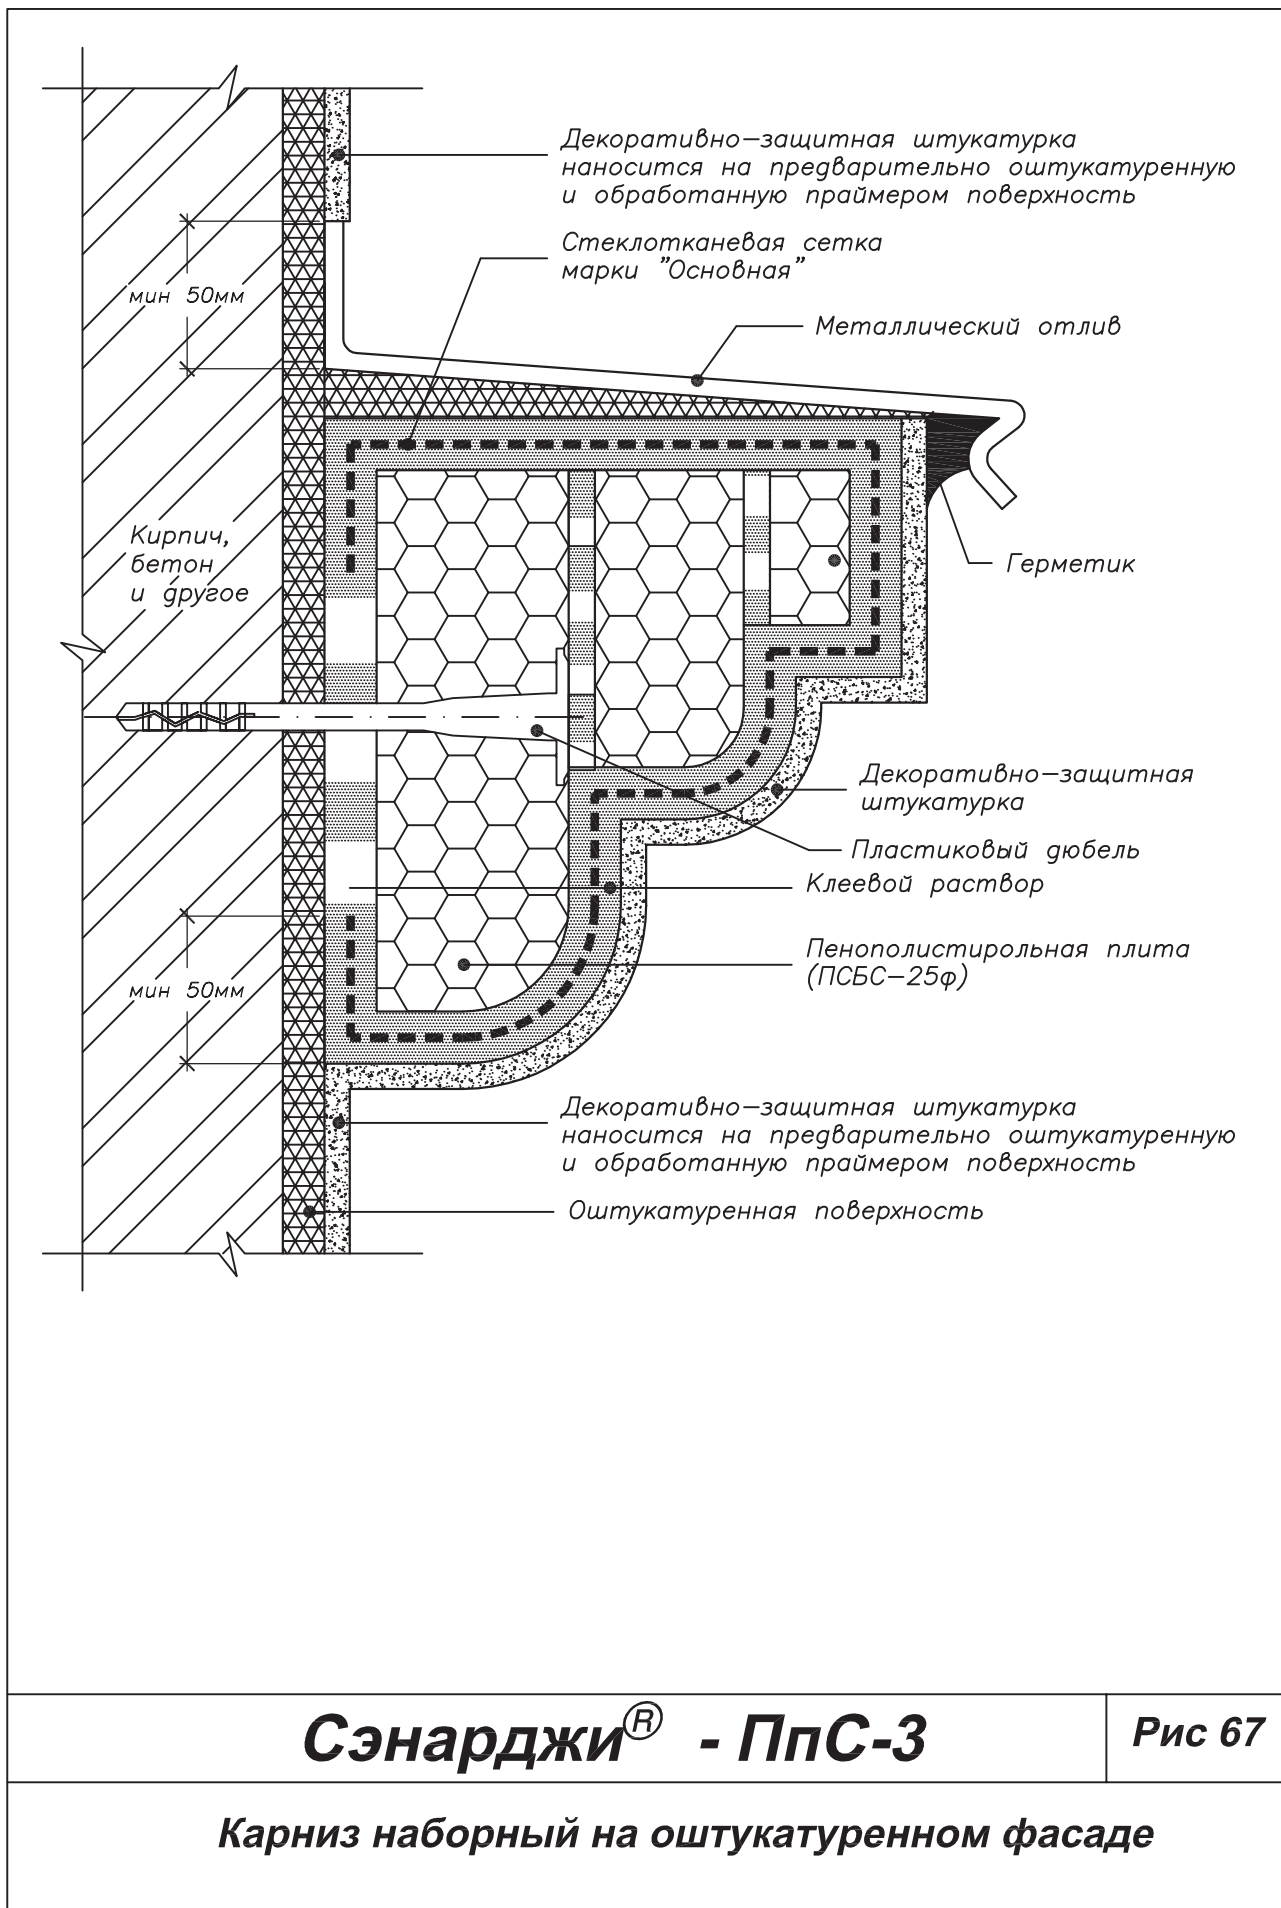 Декоративно-защитная штукатурка
наносится на предварительно оштукатуренную
и обработанную праймером поверхность
Стеклотканевая сетка
марки "Основная"
мин 50мм
Металлический отлив
Кирпич,
бетон
и другое
Герметик
Декоративно-защитная
штукатурка
Пластиковый дюбель
Клеевой раствор
Пенополистирольная плита
(ПСБС-25ф)
мин 50мм
Декоративно-защитная штукатурка
наносится на предварительно оштукатуренную
и обработанную праймером поверхность
Оштукатуренная поверхность
Сэнарджи® - ПпС-3
Рис 67
Карниз наборный на оштукатуренном фасаде